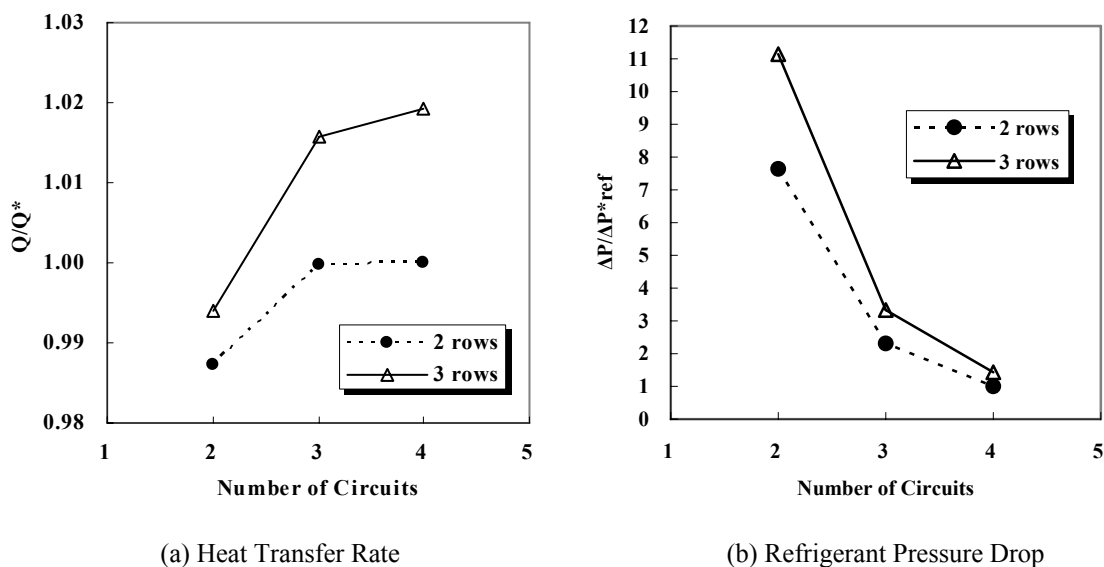 1.03
1.02
1.01
1.00
0.99
0.98
Q/Q*
1 2 3 4 5
Number of Circuits
2 rows
3 rows
(a) Heat Transfer Rate
12
11
10
9
8
7
6
5
4
3
2
1
0
ΔP/ΔP*ref
1 2 3 4 5
Number of Circuits
2 rows
3 rows
(b) Refrigerant Pressure Drop